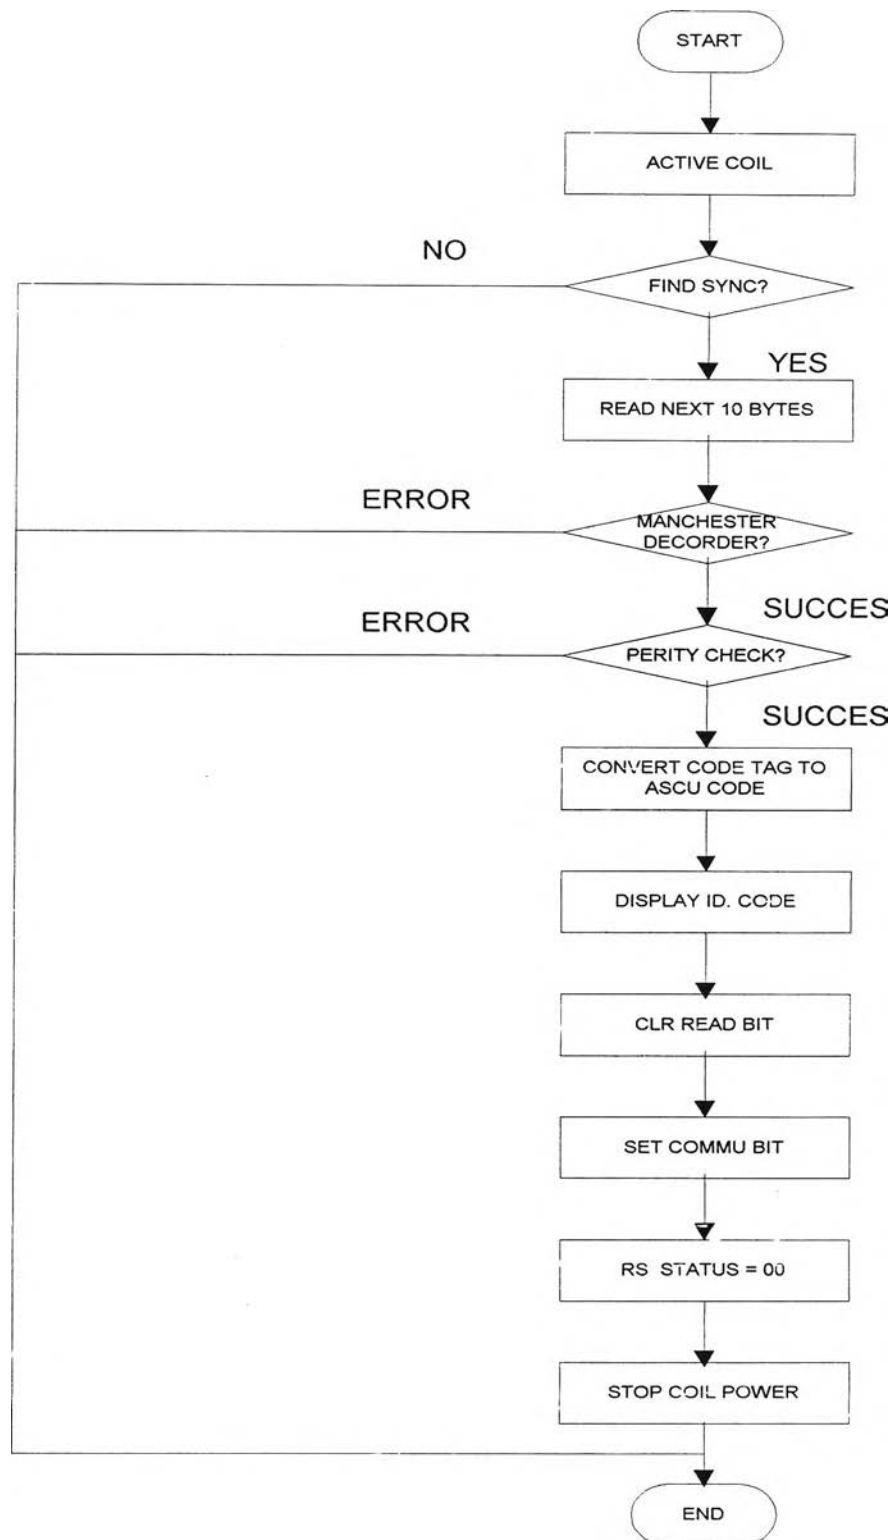 START
ACTIVE COIL
NO
FIND SYNC?
YES
READ NEXT 10 BYTES
ERROR
MANCHESTER
DECORDER?
SUCCES
ERROR
PERITY CHECK?
SUCCES
CONVERT CODE TAG TO
ASCU CODE
DISPLAY ID. CODE
CLR READ BIT
SET COMMU BIT
RS STATUS = 00
STOP COIL POWER
END